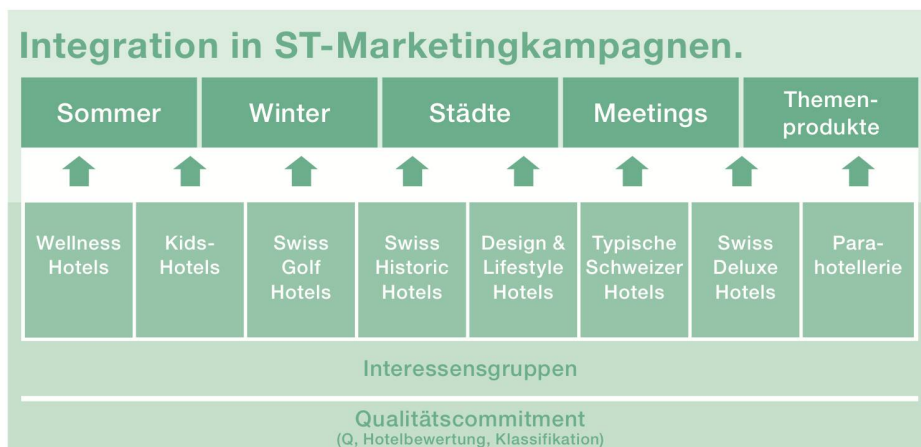 Integration in ST-Marketingkampagnen.
Sommer
Winter
Städte
Meetings
Themen-
produkte
Wellness
Hotels
Kids-
Hotels
Swiss
Golf
Hotels
Swiss
Historic
Hotels
Design &
Lifestyle
Hotels
Typische
Schweizer
Hotels
Swiss
Deluxe
Hotels
Para-
hotellerie
Interessensgruppen
Qualitätscommitment
(Q, Hotelbewertung, Klassifikation)